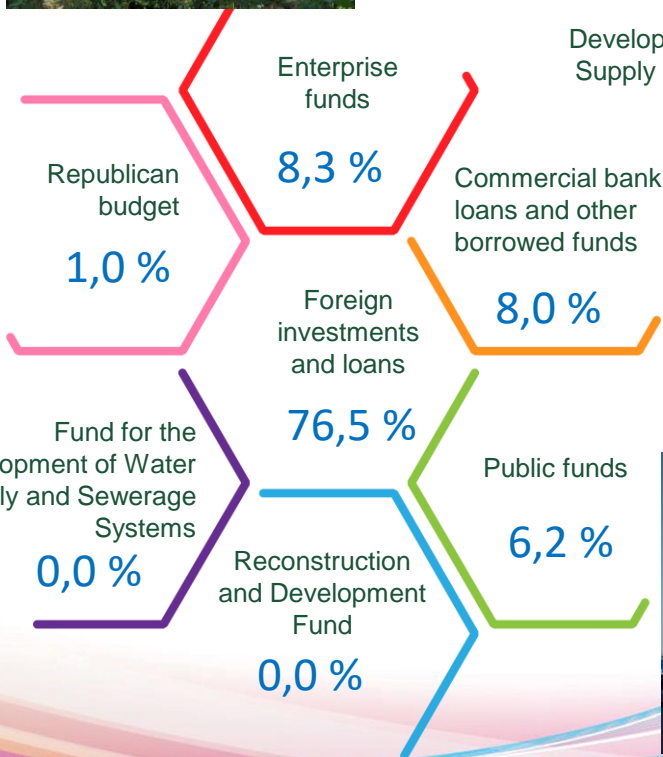 Develop
Supply
Enterprise
funds
8,3 %
Republican
budget
1,0 %
Commercial bank
loans and other
borrowed funds
8,0 %
Foreign
investments
and loans
76,5 %
Fund for the
opment of Water
ly and Sewerage
Systems
0,0 %
Public funds
6,2 %
Reconstruction
and Development
Fund
0,0 %